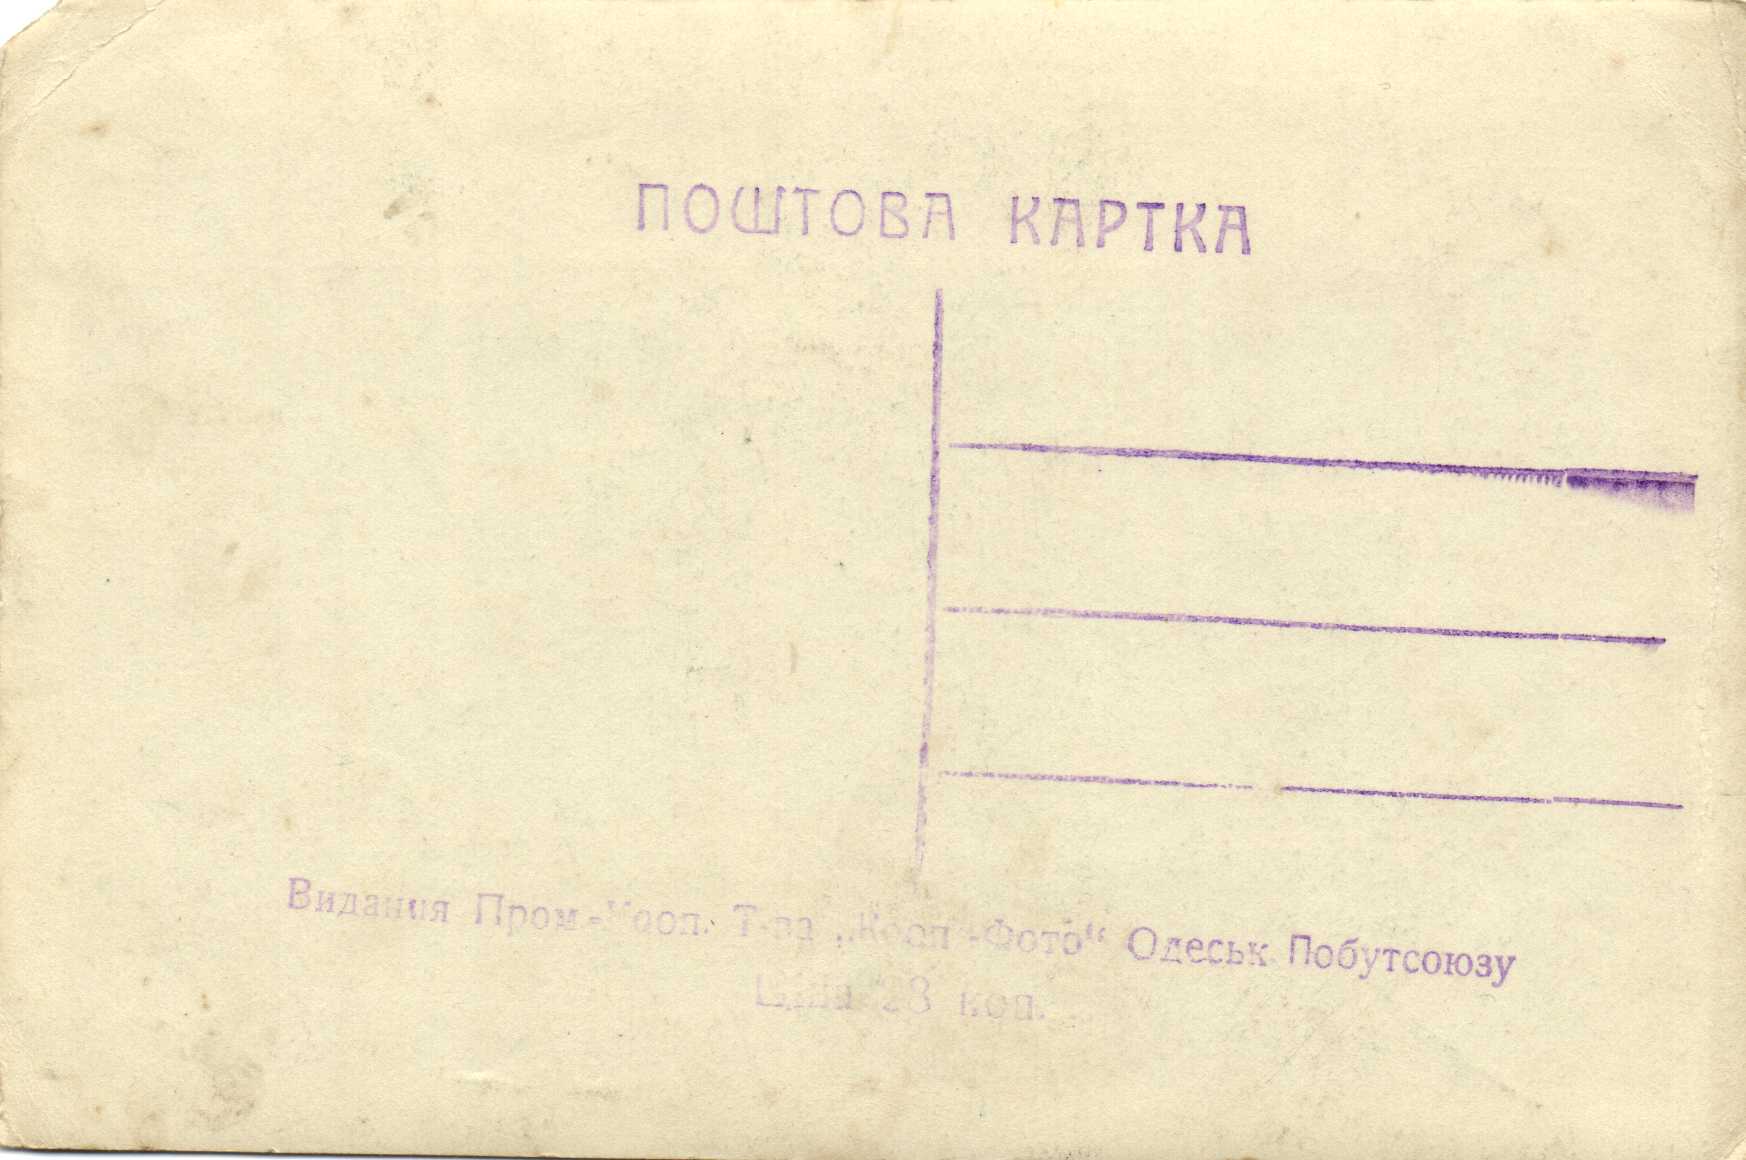 ПОШТОВА КАРТКА
Видання Пром.-Кооп. Т-ва „Кооп.-Фото“ Одеськ Побутсоюзу
Ціна 28 коп.